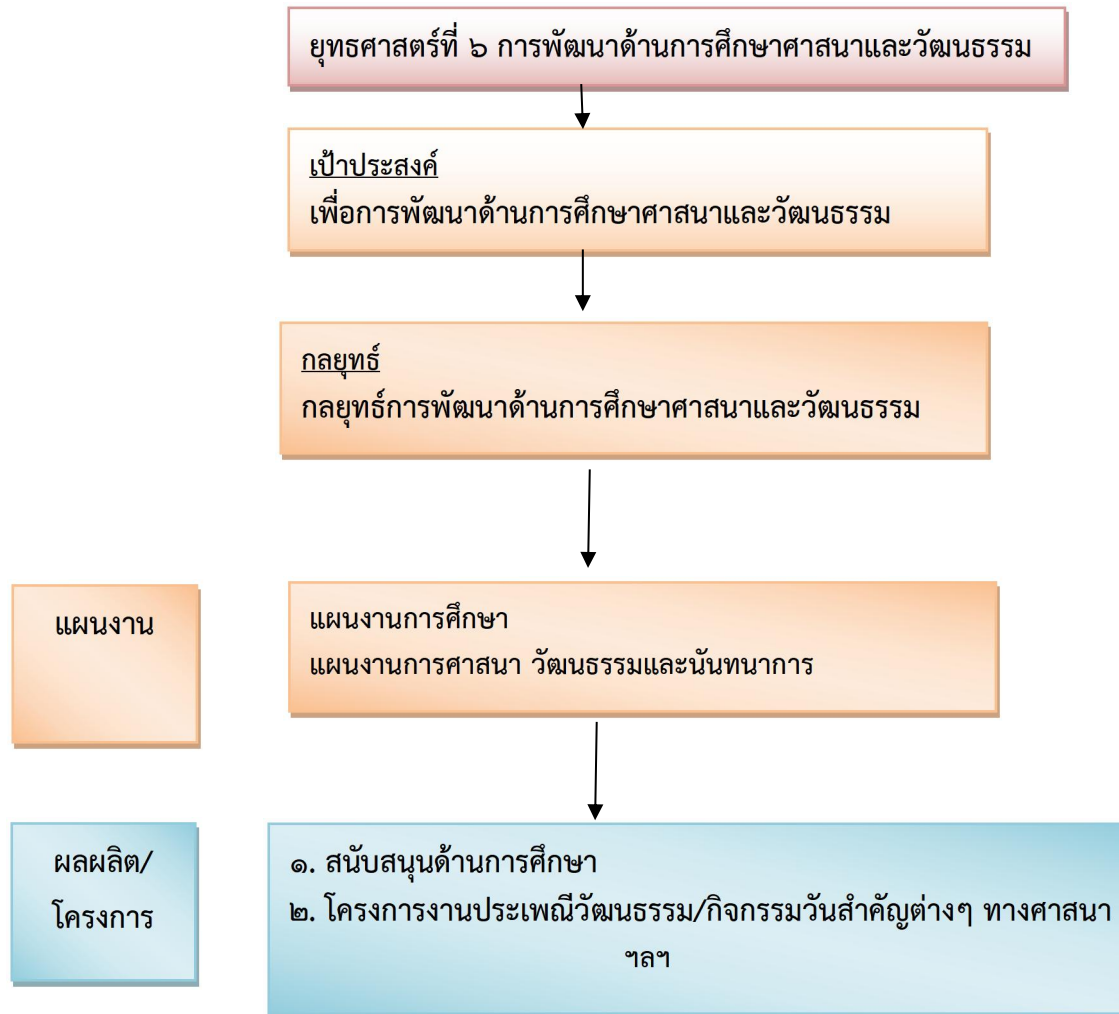 ยุทธศาสตร์ที่ ๖ การพัฒนาด้านการศึกษาศาสนาและวัฒนธรรม
เป้าประสงค์
เพื่อการพัฒนาด้านการศึกษาศาสนาและวัฒนธรรม
กลยุทธ์
กลยุทธ์การพัฒนาด้านการศึกษาศาสนาและวัฒนธรรม
แผนงาน
แผนงานการศึกษา
แผนงานการศาสนา วัฒนธรรมและนันทนาการ
ผลผลิต/
โครงการ
๑. สนับสนุนด้านการศึกษา
๒. โครงการงานประเพณีวัฒนธรรม/กิจกรรมวันสำคัญต่างๆ ทางศาสนา
ฯลฯ